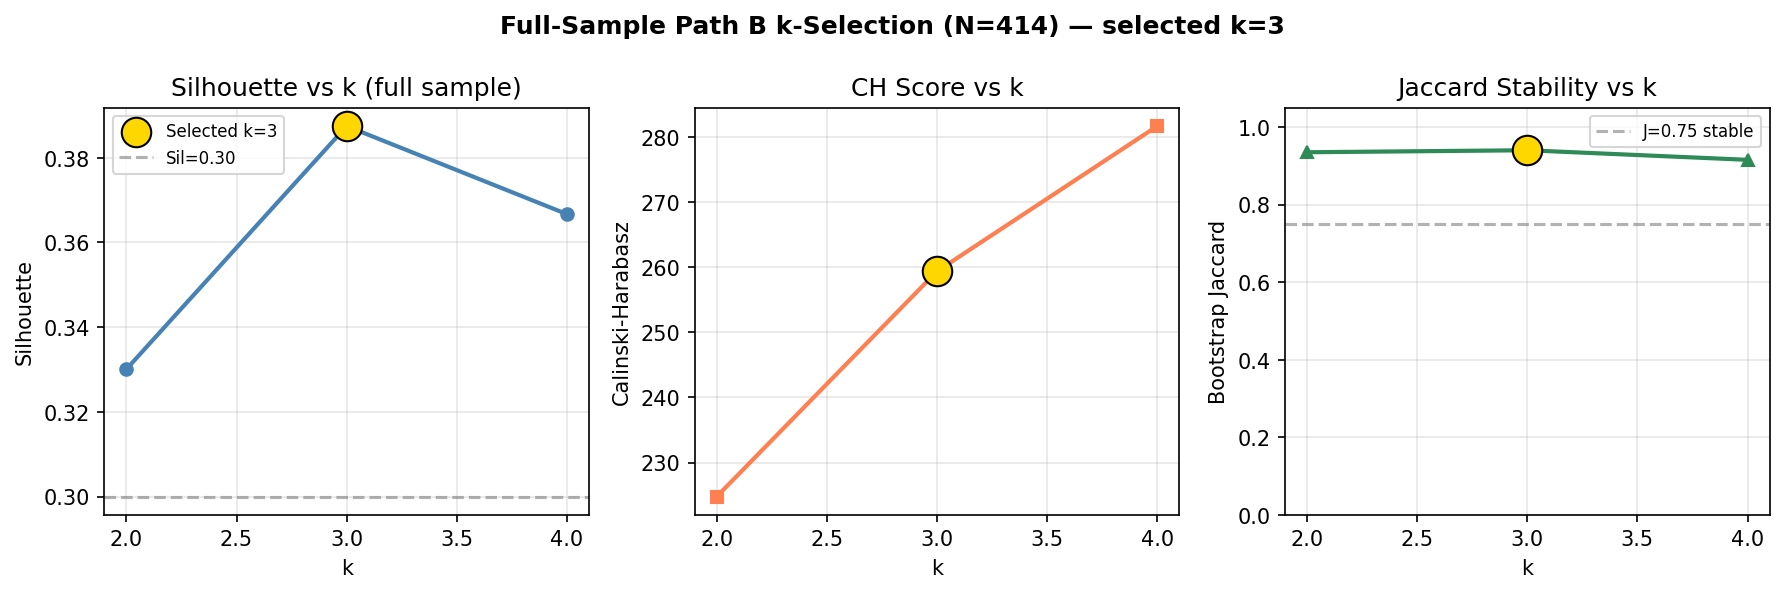 Full-Sample Path B k-Selection (N=414) — selected k=3
Silhouette vs k (full sample)
Selected k=3
Sil=0.30
0.38
0.36
0.34
0.32
0.30
Silhouette
2.0 2.5 3.0 3.5 4.0
k
CH Score vs k
280
270
260
250
240
230
Calinski-Harabasz
2.0 2.5 3.0 3.5 4.0
k
Jaccard Stability vs k
J=0.75 stable
1.0
0.8
0.6
0.4
0.2
0.0
Bootstrap Jaccard
2.0 2.5 3.0 3.5 4.0
k